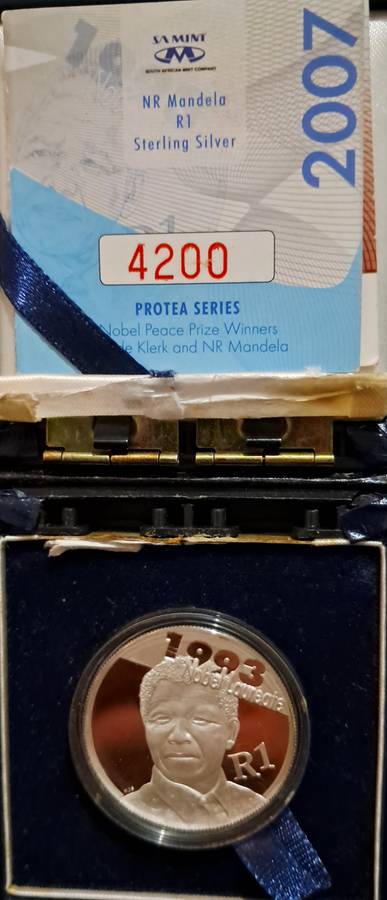 SA MINT
SOUTH AFRICAN MINT COMPANY
NR Mandela
R1
Sterling Silver
2007
4200
PROTEA SERIES
Nobel Peace Prize Winners
de Klerk and NR Mandela
1993
Nobel Laureate
R1